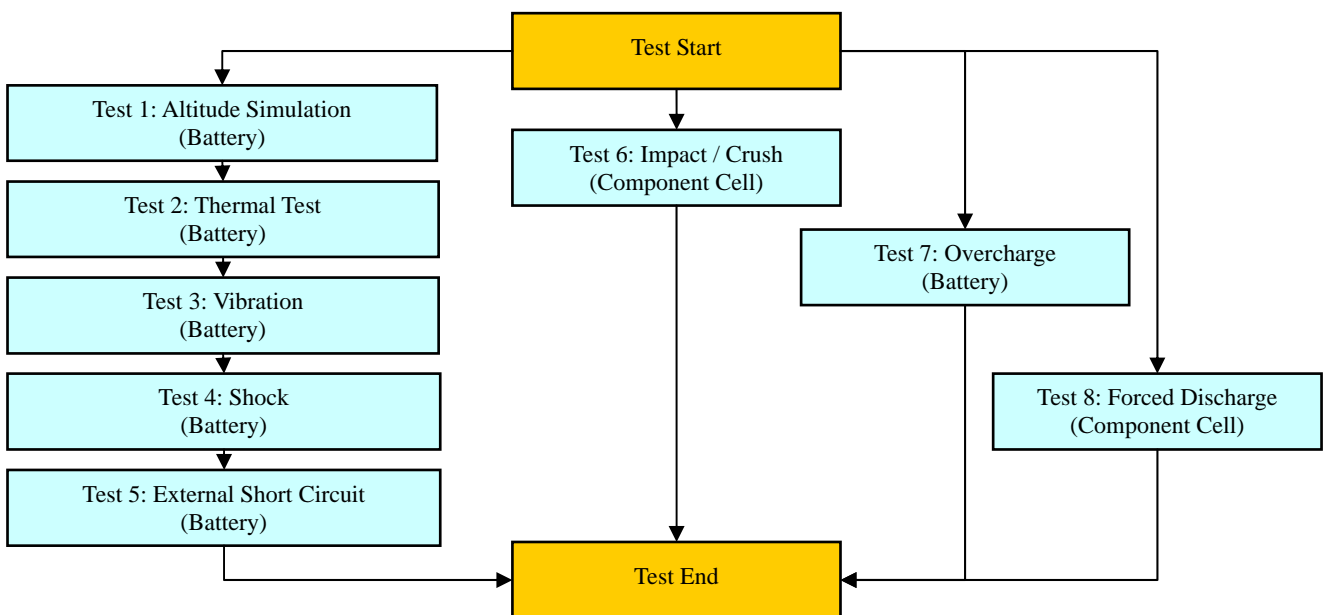 Test Start
Test 1: Altitude Simulation
(Battery)
Test 2: Thermal Test
(Battery)
Test 3: Vibration
(Battery)
Test 4: Shock
(Battery)
Test 5: External Short Circuit
(Battery)
Test 6: Impact / Crush
(Component Cell)
Test 7: Overcharge
(Battery)
Test 8: Forced Discharge
(Component Cell)
Test End